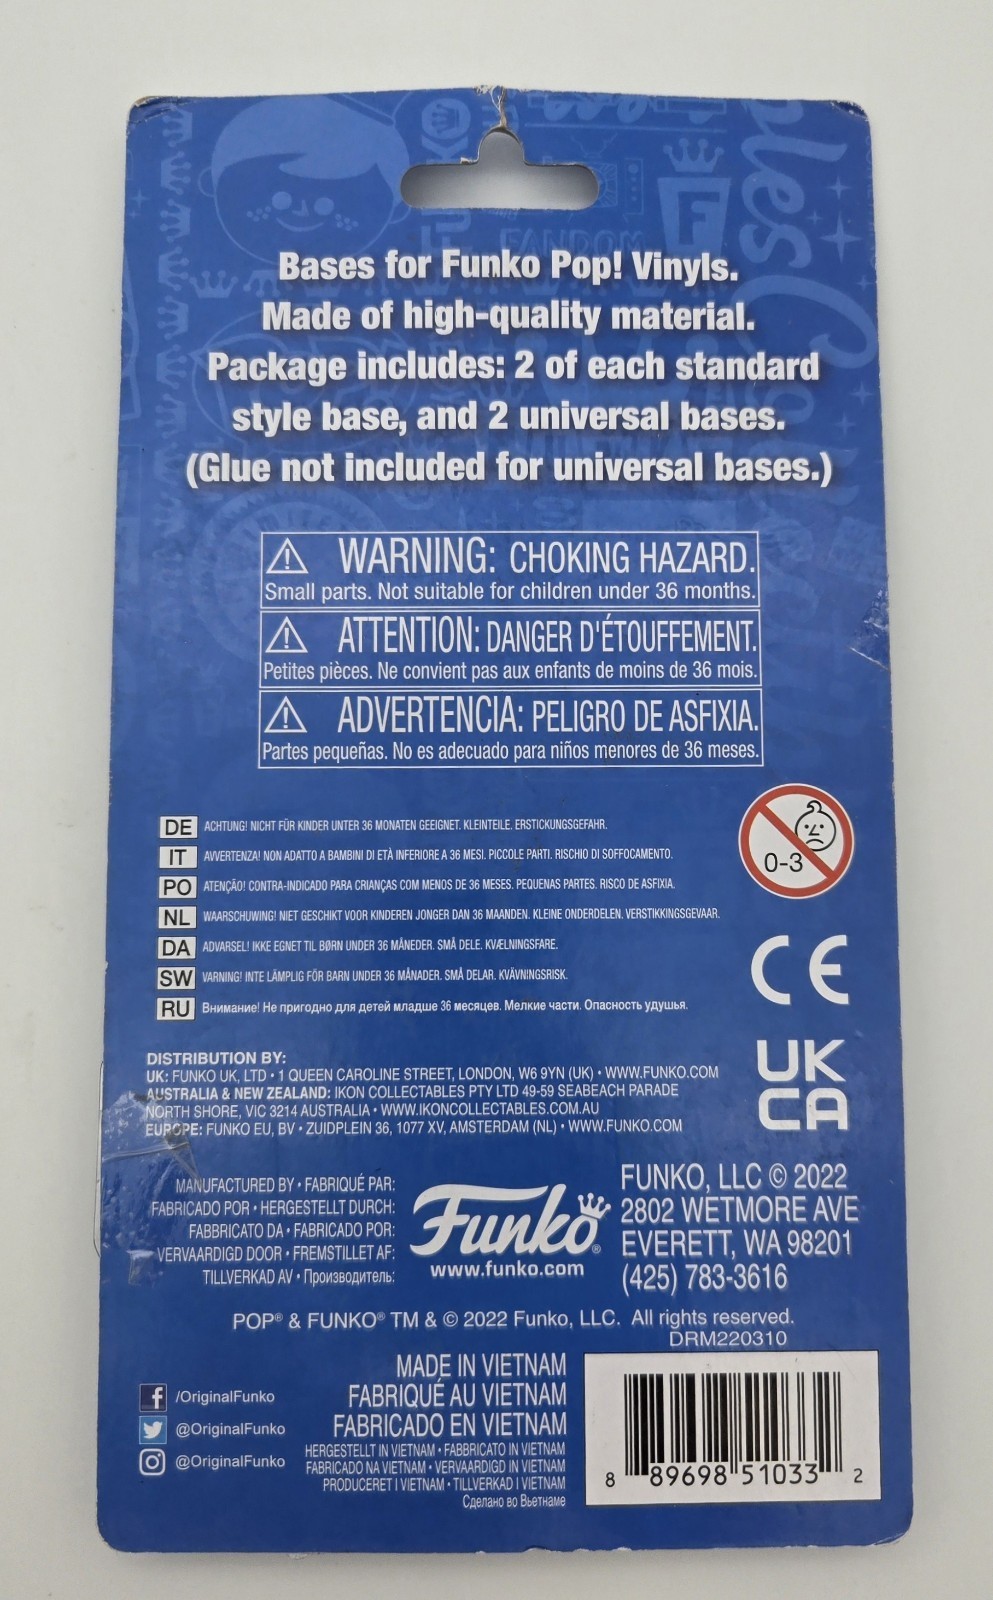 Bases for Funko Pop! Vinyls.
Made of high-quality material.
Package includes: 2 of each standard
style base, and 2 universal bases.
(Glue not included for universal bases.)
WARNING: CHOKING HAZARD.
Small parts. Not suitable for children under 36 months.
ATTENTION: DANGER D'ÉTOUFFEMENT.
Petites pièces. Ne convient pas aux enfants de moins de 36 mois.
ADVERTENCIA: PELIGRO DE ASFIXIA.
Partes pequeñas. No es adecuado para niños menores de 36 meses.
DE ACHTUNG! NICHT FÜR KINDER UNTER 36 MONATEN GEEIGNET. KLEINTEILE. ERSTICKUNGSGEFAHR.
IT AVVERTENZA! NON ADATTO A BAMBINI DI ETÀ INFERIORE A 36 MESI. PICCOLE PARTI. RISCHIO DI SOFFOCAMENTO.
PO ATENÇÃO! CONTRA-INDICADO PARA CRIANÇAS COM MENOS DE 36 MESES. PEQUENAS PARTES. RISCO DE ASFIXIA.
NL WAARSCHUWING! NIET GESCHIKT VOOR KINDEREN JONGER DAN 36 MAANDEN. KLEINE ONDERDELEN. VERSTIKKINGSGEVAAR.
DA ADVARSEL! IKKE EGNET TIL BØRN UNDER 36 MÅNEDER. SMÅ DELE. KVÆLNINGSFARE.
SW VARNING! INTE LÄMPLIG FÖR BARN UNDER 36 MÅNADER. SMÅ DELAR. KVÄVNINGSRISK.
RU Внимание! Не пригодно для детей младше 36 месяцев. Мелкие части. Опасность удушья.
0-3
CE
UK
CA
DISTRIBUTION BY:
UK: FUNKO UK, LTD • 1 QUEEN CAROLINE STREET, LONDON, W6 9YN (UK) • WWW.FUNKO.COM
AUSTRALIA & NEW ZEALAND: IKON COLLECTABLES PTY LTD 49-59 SEABEACH PARADE
NORTH SHORE, VIC 3214 AUSTRALIA • WWW.IKONCOLLECTABLES.COM.AU
EUROPE: FUNKO EU, BV • ZUIDPLEIN 36, 1077 XV, AMSTERDAM (NL) • WWW.FUNKO.COM
MANUFACTURED BY • FABRIQUÉ PAR:
FABRICADO POR • HERGESTELLT DURCH:
FABBRICATO DA • FABRICADO POR:
VERVAARDIGD DOOR • FREMSTILLET AF:
TILLVERKAD AV • Производитель:
Funko®
www.funko.com
FUNKO, LLC © 2022
2802 WETMORE AVE
EVERETT, WA 98201
(425) 783-3616
POP® & FUNKO® TM & © 2022 Funko, LLC. All rights reserved.
DRM220310
/OriginalFunko
@OriginalFunko
@OriginalFunko
MADE IN VIETNAM
FABRIQUÉ AU VIETNAM
FABRICADO EN VIETNAM
HERGESTELLT IN VIETNAM • FABBRICATO IN VIETNAM
FABRICADO NA VIETNAM • VERVAARDIGD IN VIETNAM
PRODUCERET I VIETNAM • TILLVERKAD I VIETNAM
Сделано во Вьетнаме
8 89698 51033 2